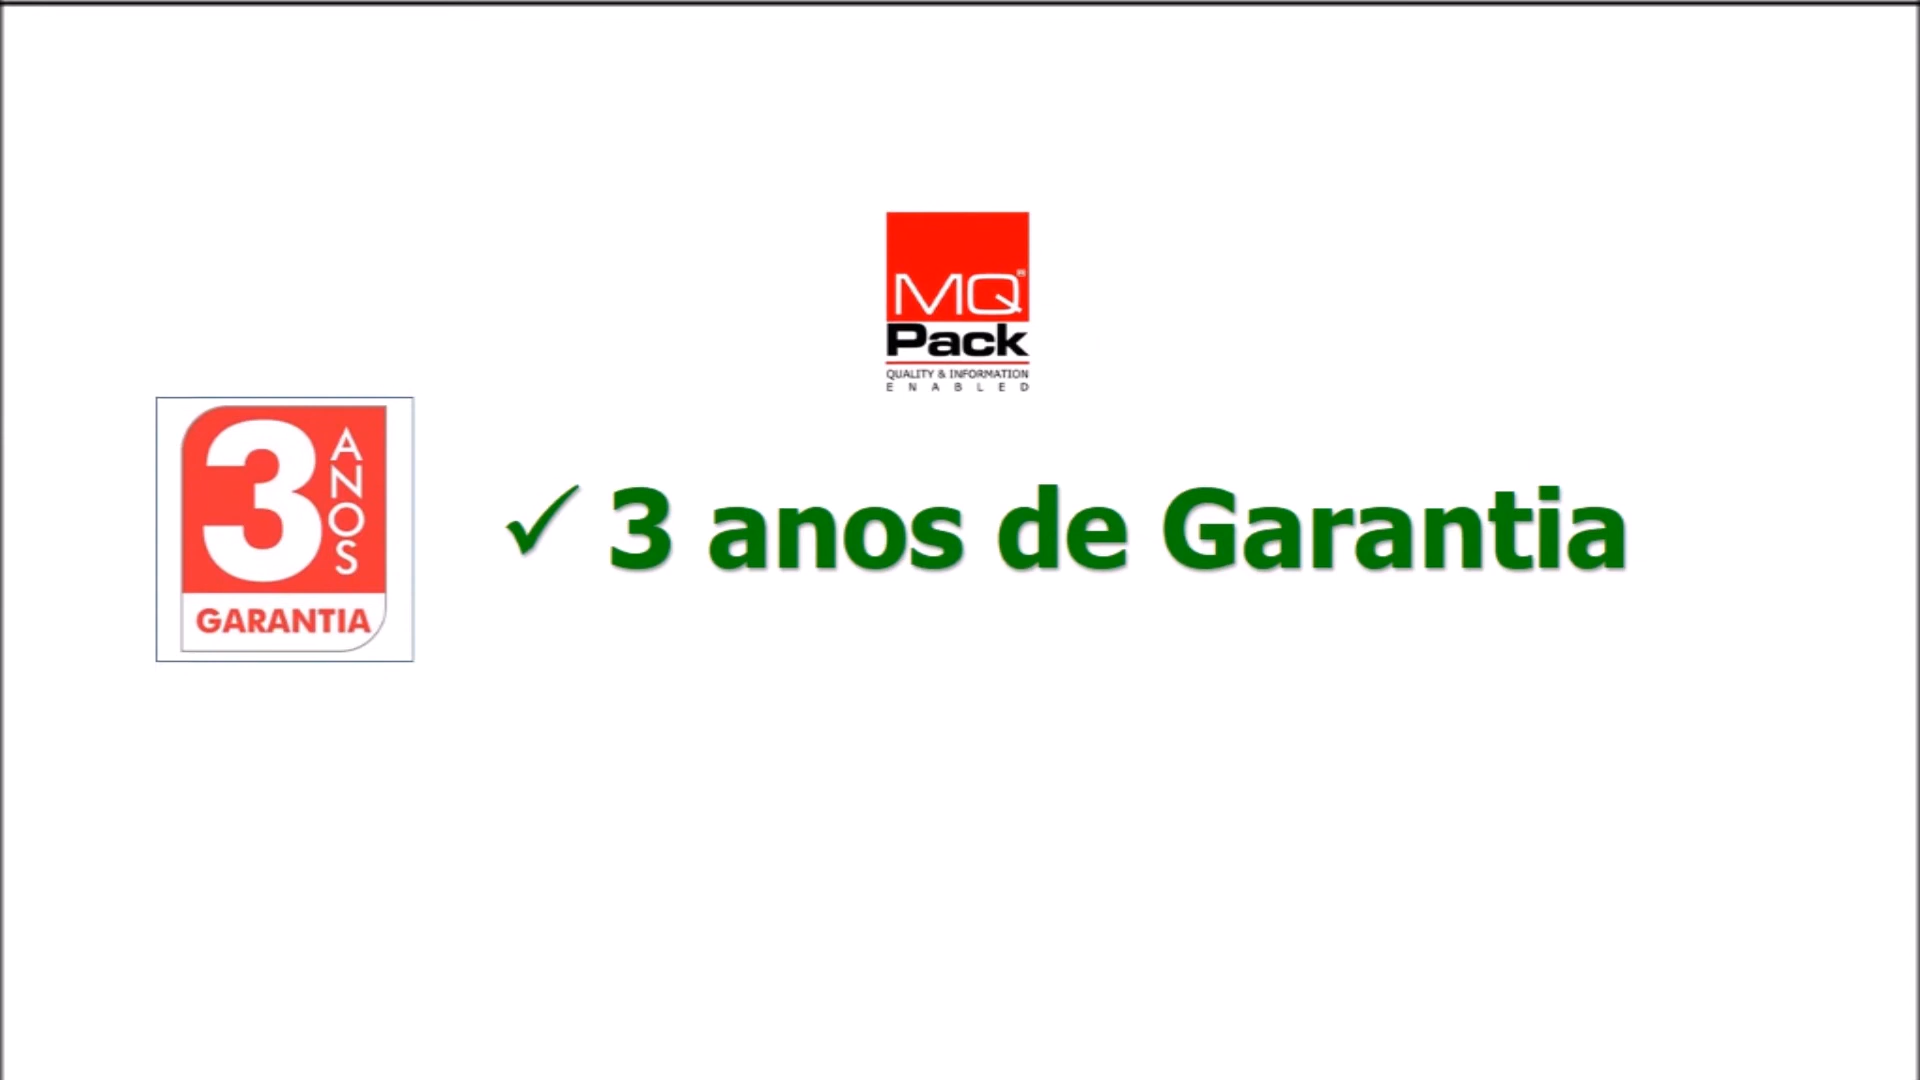 MQ®
Pack
QUALITY & INFORMATION
ENABLED
3 ANOS
GARANTIA
✓ 3 anos de Garantia